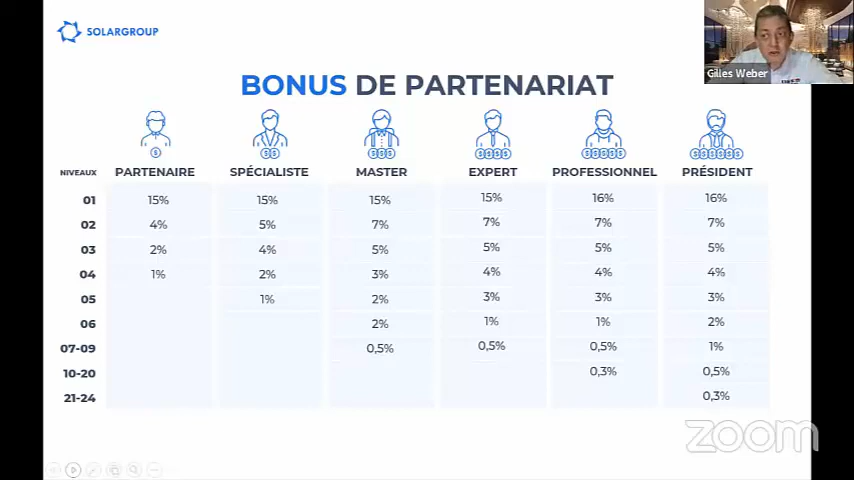 SOLARGROUP
Gilles Weber
BONUS DE PARTENARIAT
NIVEAUX PARTENAIRE SPÉCIALISTE MASTER EXPERT PROFESSIONNEL PRÉSIDENT
01 15% 15% 15% 15% 16% 16%
02 4% 5% 7% 7% 7% 7%
03 2% 4% 5% 5% 5% 5%
04 1% 2% 3% 4% 4% 4%
05 1% 2% 3% 3% 3%
06 2% 1% 1% 2%
07-09 0,5% 0,5% 0,5% 1%
10-20 0,3% 0,5%
21-24 0,3%
zoom